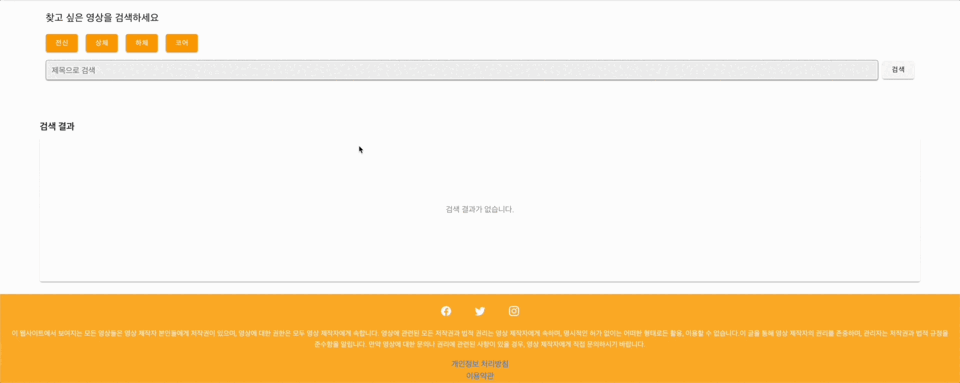 찾고 싶은 영상을 검색하세요
전신 상체 하체 코어
제목으로 검색 검색
검색 결과
검색 결과가 없습니다.
이 웹사이트에서 보여지는 모든 영상들은 영상 제작자 본인들에게 저작권이 있으며, 영상에 대한 권한은 모두 영상 제작자에게 속합니다. 영상에 관련된 모든 저작권과 법적 권리는 영상 제작자에게 속하며, 명시적인 허가 없이는 어떠한 형태로든 활용, 이용할 수 없습니다. 이 글을 통해 영상 제작자의 권리를 존중하며, 관리자는 저작권과 법적 규정을
준수함을 알립니다. 만약 영상에 대한 문의나 권리에 관련된 사항이 있을 경우, 영상 제작자에게 직접 문의하시기 바랍니다.
개인정보 처리방침
이용약관